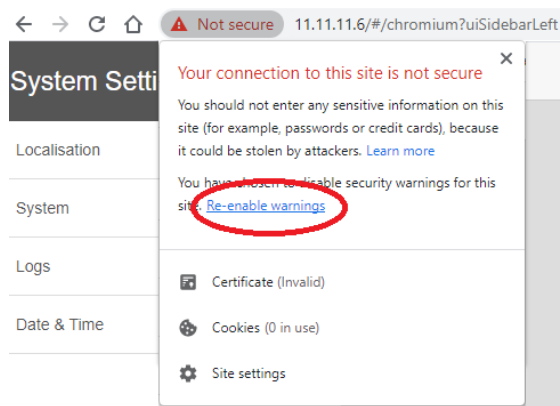 Not secure 11.11.11.6/#/chromium?uiSidebarLeft
System Setti
Your connection to this site is not secure
You should not enter any sensitive information on this
site (for example, passwords or credit cards), because
it could be stolen by attackers. Learn more
You have chosen to disable security warnings for this
site. Re-enable warnings
Localisation
System
Logs
Date & Time
Certificate (Invalid)
Cookies (0 in use)
Site settings